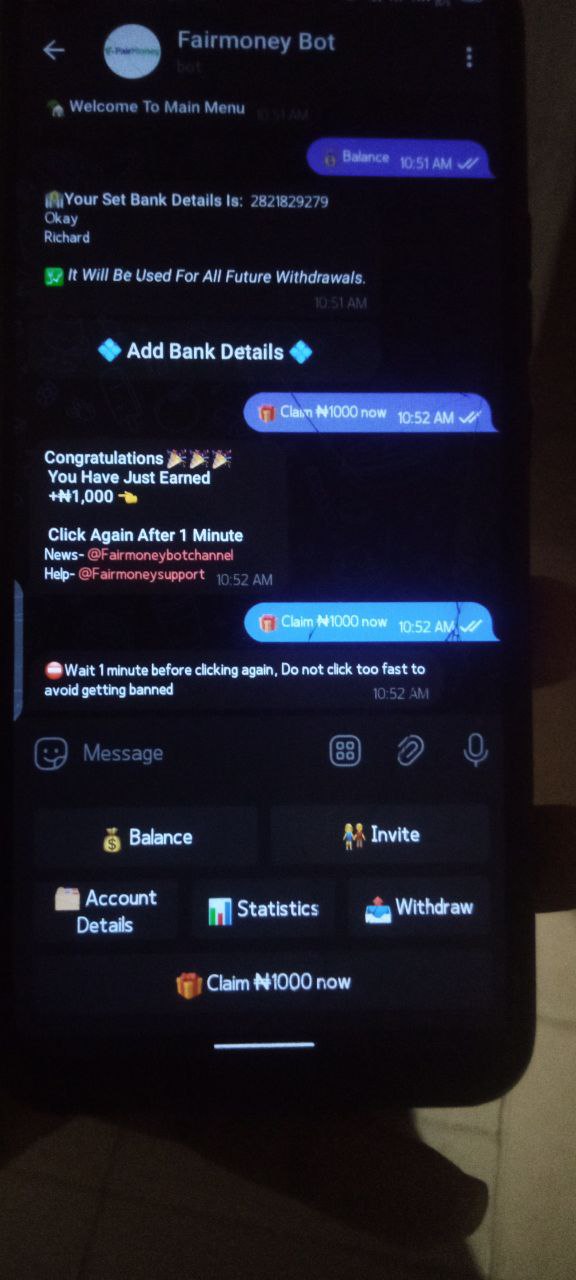 Fairmoney Bot
bot
Welcome To Main Menu 10:51 AM
Balance 10:51 AM
Your Set Bank Details Is: 2821829279
Okay
Richard
It Will Be Used For All Future Withdrawals.
10:51 AM
Add Bank Details
Claim ₦1000 now 10:52 AM
Congratulations
You Have Just Earned
+₦1,000
Click Again After 1 Minute
News- @Fairmoneybotchannel
Help- @Fairmoneysupport 10:52 AM
Claim ₦1000 now 10:52 AM
Wait 1 minute before clicking again, Do not click too fast to
avoid getting banned 10:52 AM
Message
Balance
Invite
Account
Details
Statistics
Withdraw
Claim ₦1000 now